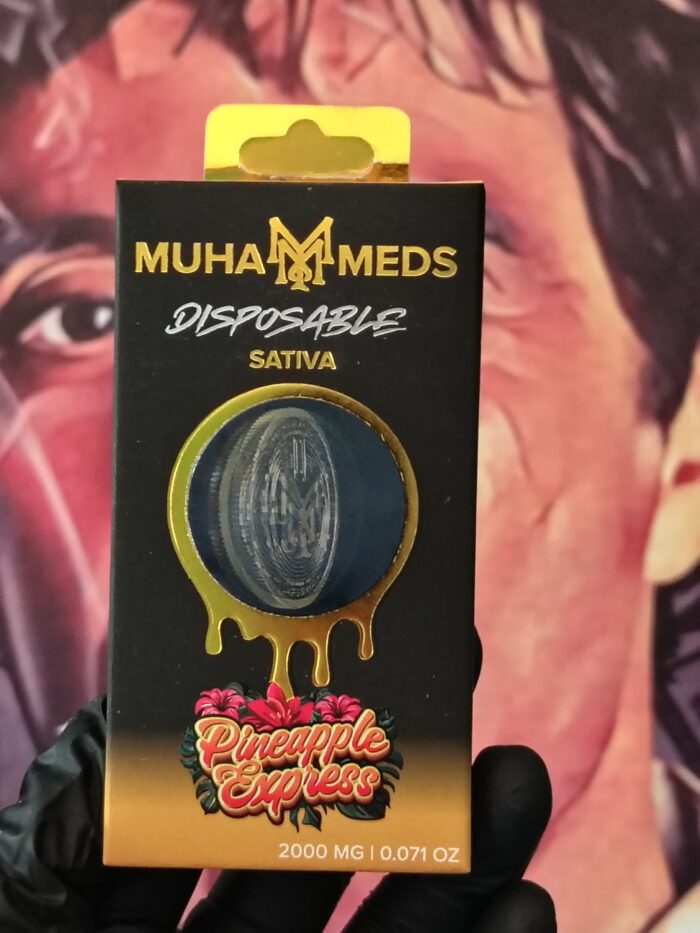 MUHA MEDS
DISPOSABLE
SATIVA
Pineapple
Express
2000 MG | 0.071 OZ